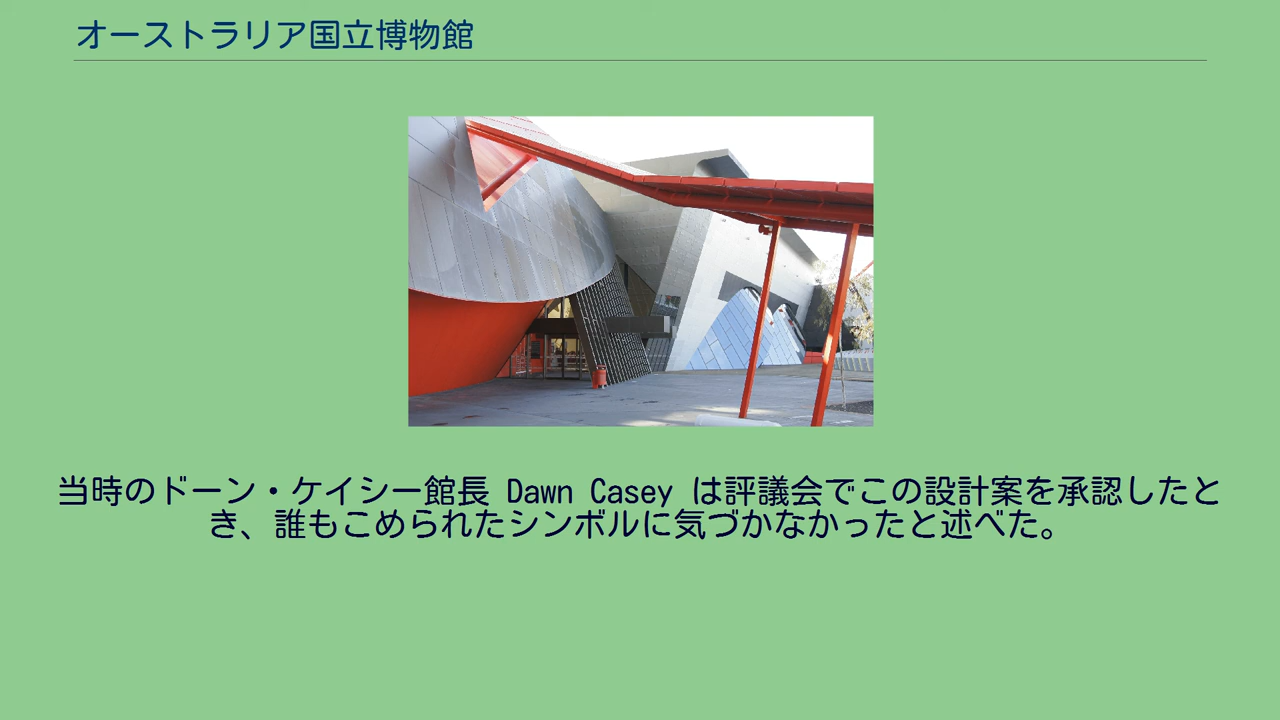 オーストラリア国立博物館
当時のドーン・ケイシー館長 Dawn Casey は評議会でこの設計案を承認したと
き、誰もこめられたシンボルに気づかなかったと述べた。